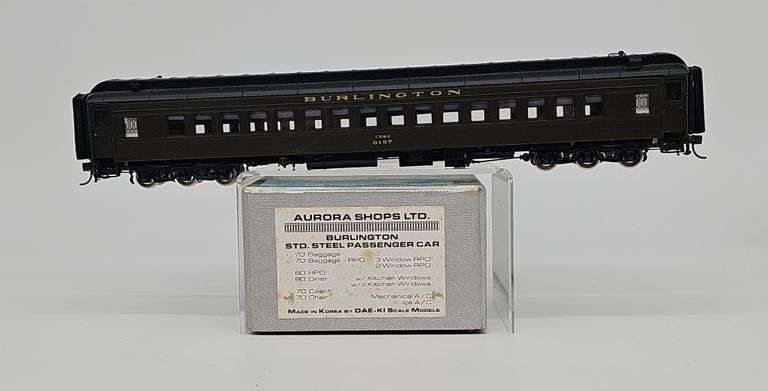 BURLINGTON
CB&Q
6157
AURORA SHOPS LTD.
BURLINGTON
STD. STEEL PASSENGER CAR
70' Baggage
70' Baggage - RPO 3 Window RPO
2 Window RPO
60' RPO
80' Diner w/ Kitchen Windows
w/o Kitchen Windows
70' Coach
70' Chair Mechanical A/C
Ice A/C
MADE IN KOREA BY DAE-KI SCALE MODELS